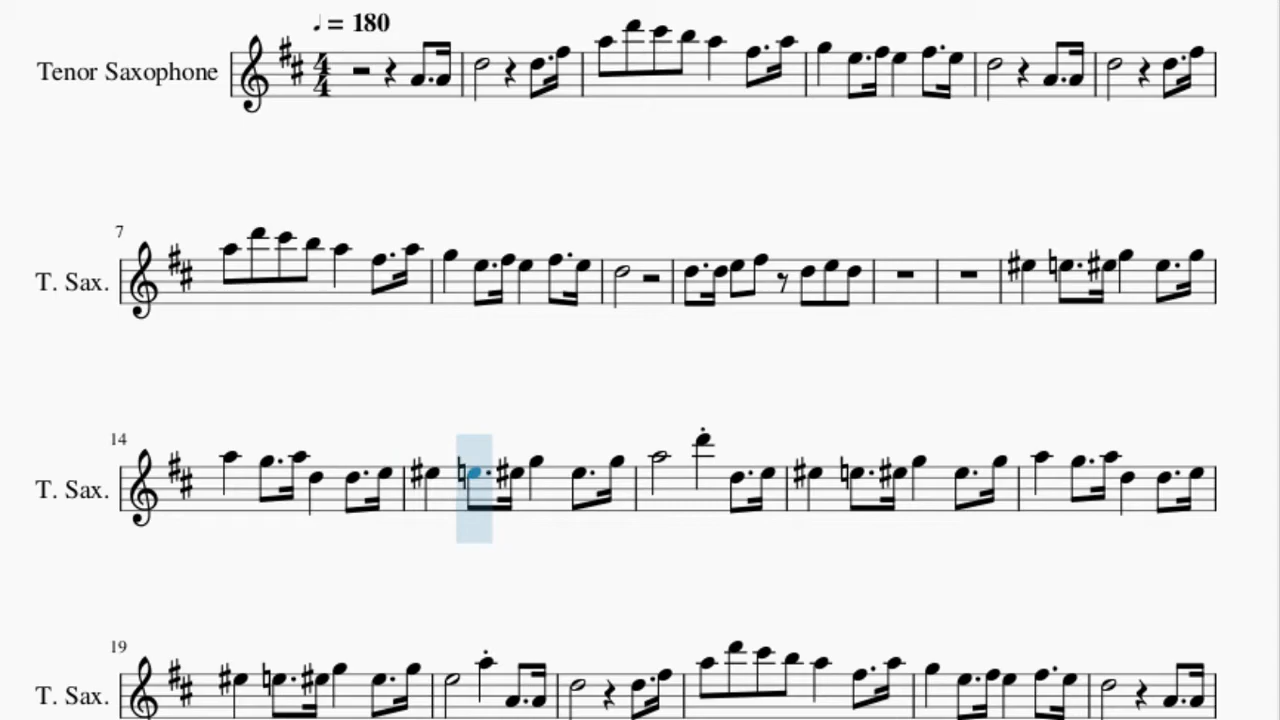 ♩ = 180
Tenor Saxophone
4
4
7
T. Sax.
14
T. Sax.
19
T. Sax.